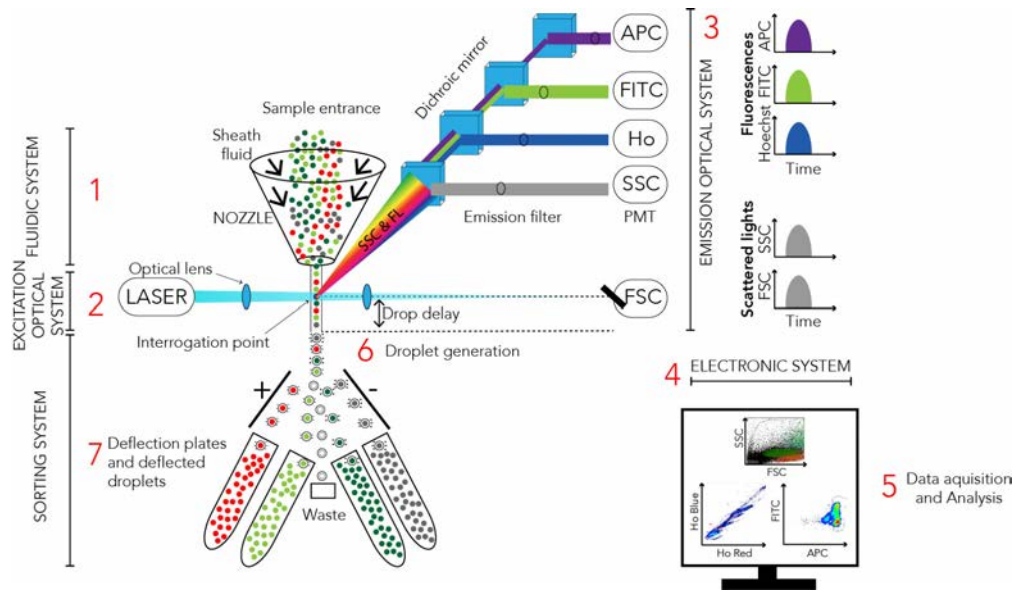 1
FLUIDIC SYSTEM
Sample entrance
Sheath
fluid
NOZZLE
Dichroic mirror
APC
FITC
Ho
SSC
PMT
Emission filter
SSC & FL
2
EXCITATION
OPTICAL
SYSTEM
LASER
Optical lens
Interrogation point
Drop delay
FSC
3
EMISSION OPTICAL SYSTEM
Fluorescences
APC
FITC
Hoechst
Time
Scattered lights
SSC
FSC
Time
4
ELECTRONIC SYSTEM
SSC
FSC
Ho Blue
Ho Red
FITC
APC
5
Data aquisition
and Analysis
6
Droplet generation
SORTING SYSTEM
+
-
7
Deflection plates
and deflected
droplets
Waste